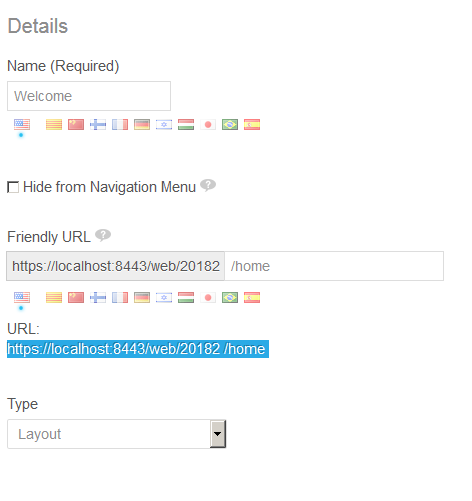 Details
Name (Required)
Welcome
Hide from Navigation Menu ?
Friendly URL ?
https://localhost:8443/web/20182 /home
URL:
https://localhost:8443/web/20182 /home
Type
Layout